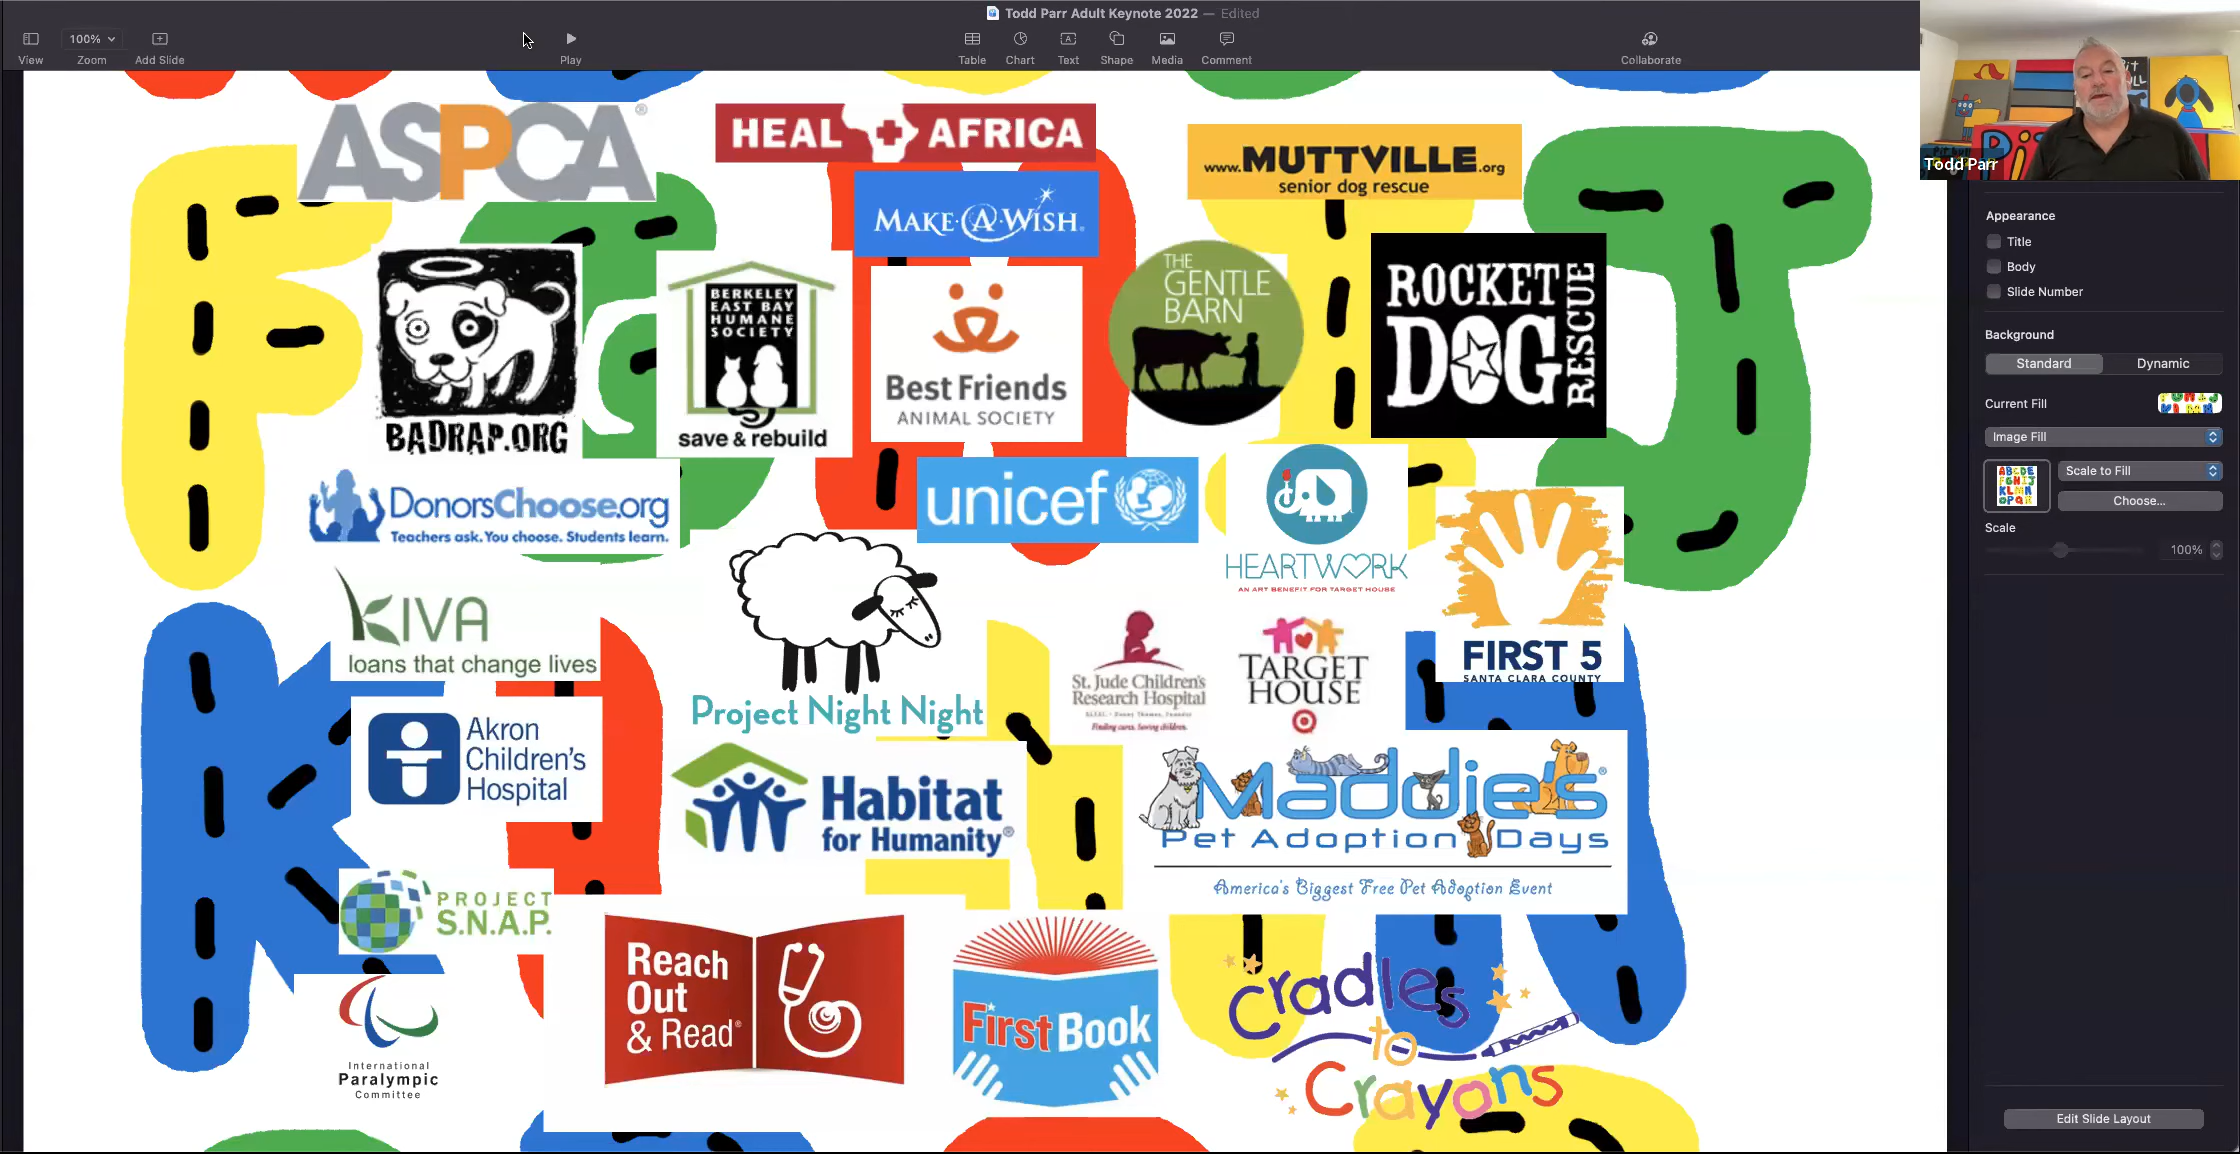 Todd Parr Adult Keynote 2022 — Edited
100%
View
Zoom
Add Slide
Play
Table
Chart
Text
Shape
Media
Comment
Collaborate
Todd Parr
ASPCA®
HEAL AFRICA
MAKE·A·WISH®
www.MUTTVILLE.org
senior dog rescue
BADRAP.ORG
BERKELEY
EAST BAY
HUMANE
SOCIETY
save & rebuild
Best Friends
ANIMAL SOCIETY
THE
GENTLE
BARN
ROCKET
DOG
RESCUE
DonorsChoose.org
Teachers ask. You choose. Students learn.
unicef
HEARTWORK
AN ART BENEFIT FOR TARGET HOUSE
FIRST 5
SANTA CLARA COUNTY
KIVA
loans that change lives
Project Night Night
St. Jude Children's
Research Hospital
Finding cures. Saving children.
TARGET
HOUSE
Akron
Children's
Hospital
Habitat
for Humanity®
Maddie's®
Pet Adoption Days
America's Biggest Free Pet Adoption Event
PROJECT
S.N.A.P.
Reach
Out
& Read®
First Book
Cradles
to
Crayons
International
Paralympic
Committee
Appearance
Title
Body
Slide Number
Background
Standard
Dynamic
Current Fill
Image Fill
Scale to Fill
Choose...
Scale
100%
Edit Slide Layout